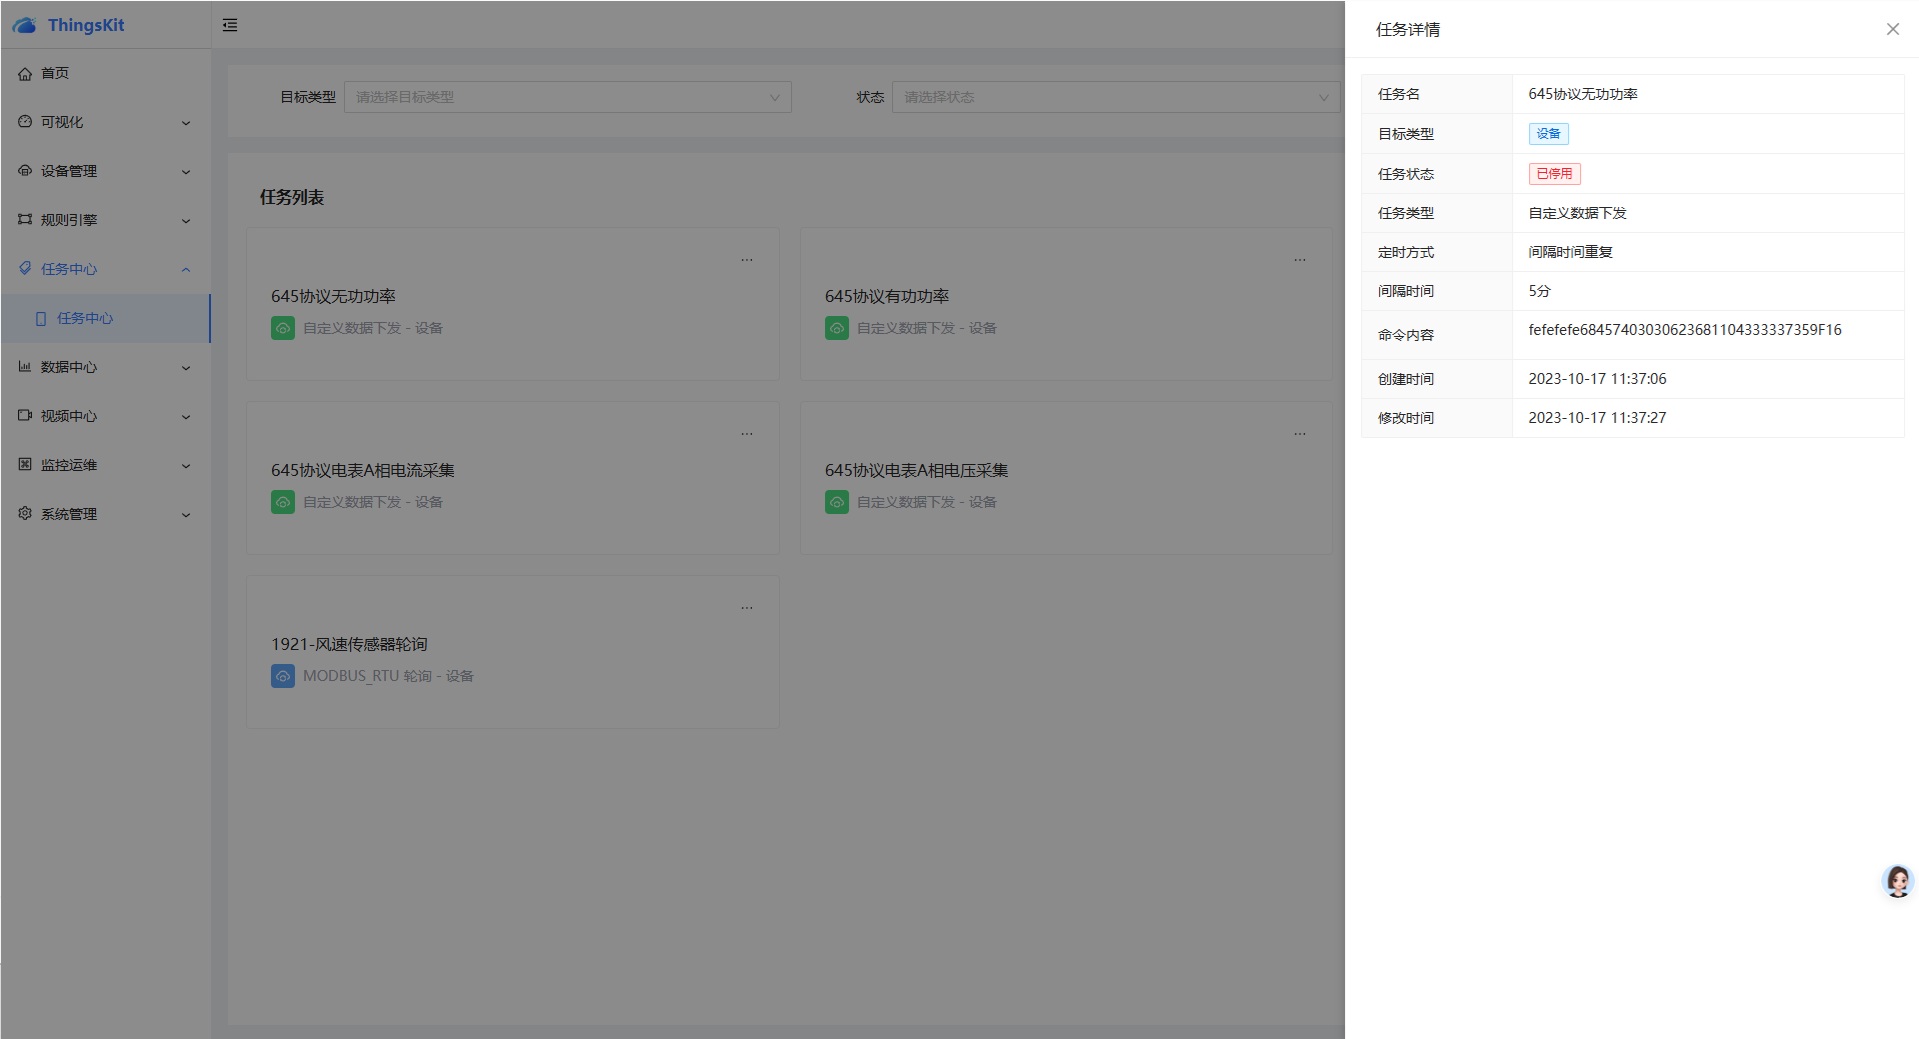 ThingsKit
首页
可视化
设备管理
规则引擎
任务中心
任务中心
数据中心
视频中心
监控运维
系统管理
目标类型 请选择目标类型 状态 请选择状态
任务列表
...
645协议无功功率
自定义数据下发 - 设备
...
645协议有功功率
自定义数据下发 - 设备
...
645协议电表A相电流采集
自定义数据下发 - 设备
...
645协议电表A相电压采集
自定义数据下发 - 设备
...
1921-风速传感器轮询
MODBUS_RTU 轮询 - 设备
任务详情
任务名 645协议无功功率
目标类型 设备
任务状态 已停用
任务类型 自定义数据下发
定时方式 间隔时间重复
间隔时间 5分
命令内容 fefefefe68457403030623681104333337359F16
创建时间 2023-10-17 11:37:06
修改时间 2023-10-17 11:37:27